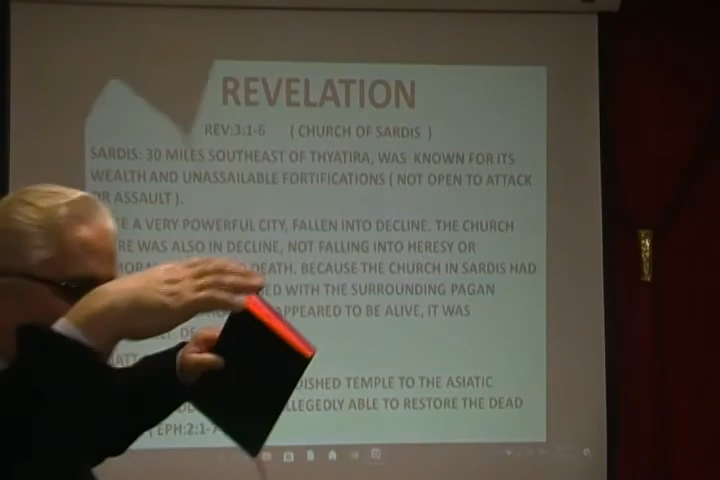 REVELATION
REV:3:1-6 ( CHURCH OF SARDIS )
SARDIS: 30 MILES SOUTHEAST OF THYATIRA, WAS KNOWN FOR ITS
WEALTH AND UNASSAILABLE FORTIFICATIONS ( NOT OPEN TO ATTACK
OR ASSAULT ).
A VERY POWERFUL CITY, FALLEN INTO DECLINE. THE CHURCH
WAS ALSO IN DECLINE, NOT FALLING INTO HERESY OR
DEATH. BECAUSE THE CHURCH IN SARDIS HAD
WITH THE SURROUNDING PAGAN
APPEARED TO BE ALIVE, IT WAS
TEMPLE TO THE ASIATIC
ABLE TO RESTORE THE DEAD
( EPH:2:1-